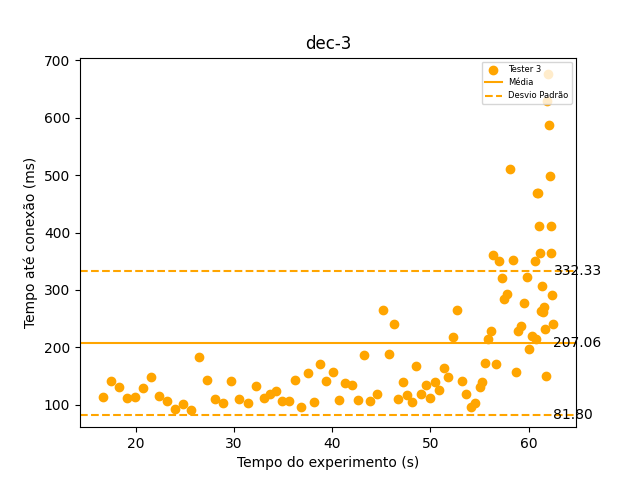 dec-3
Tester 3
Média
Desvio Padrão
Tempo até conexão (ms)
700
600
500
400
300
200
100
332.33
207.06
81.80
20
30
40
50
60
Tempo do experimento (s)